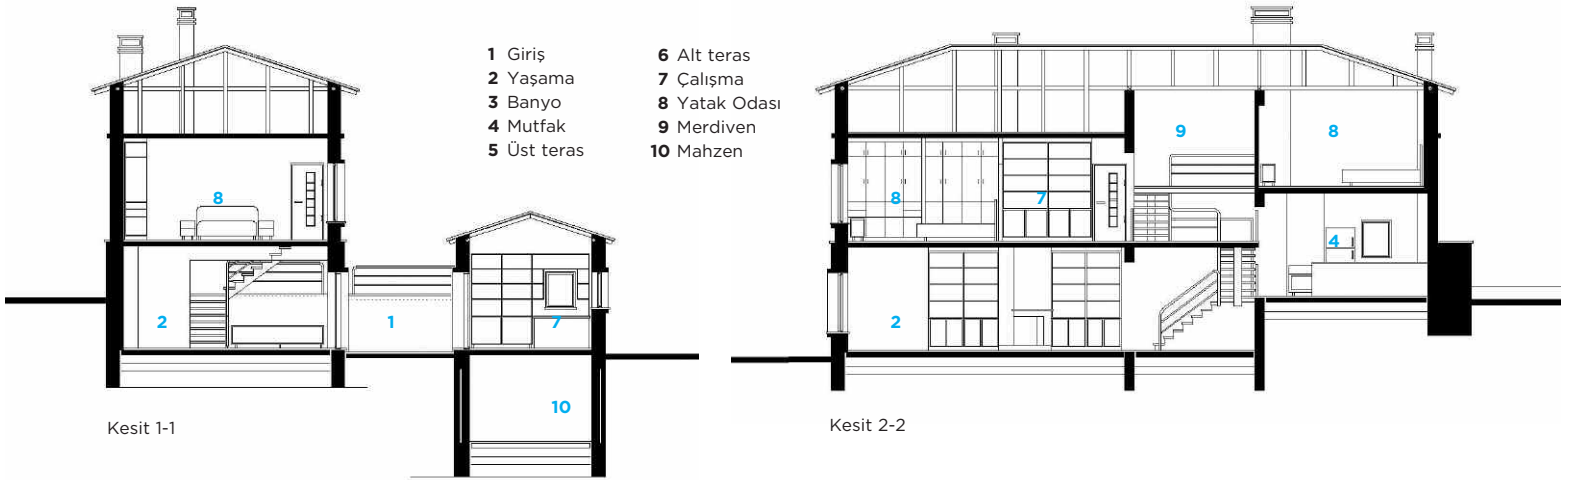 1 Giriş
2 Yaşama
3 Banyo
4 Mutfak
5 Üst teras
6 Alt teras
7 Çalışma
8 Yatak Odası
9 Merdiven
10 Mahzen
8
2
1
7
10
Kesit 1-1
9
8
8
7
4
2
Kesit 2-2